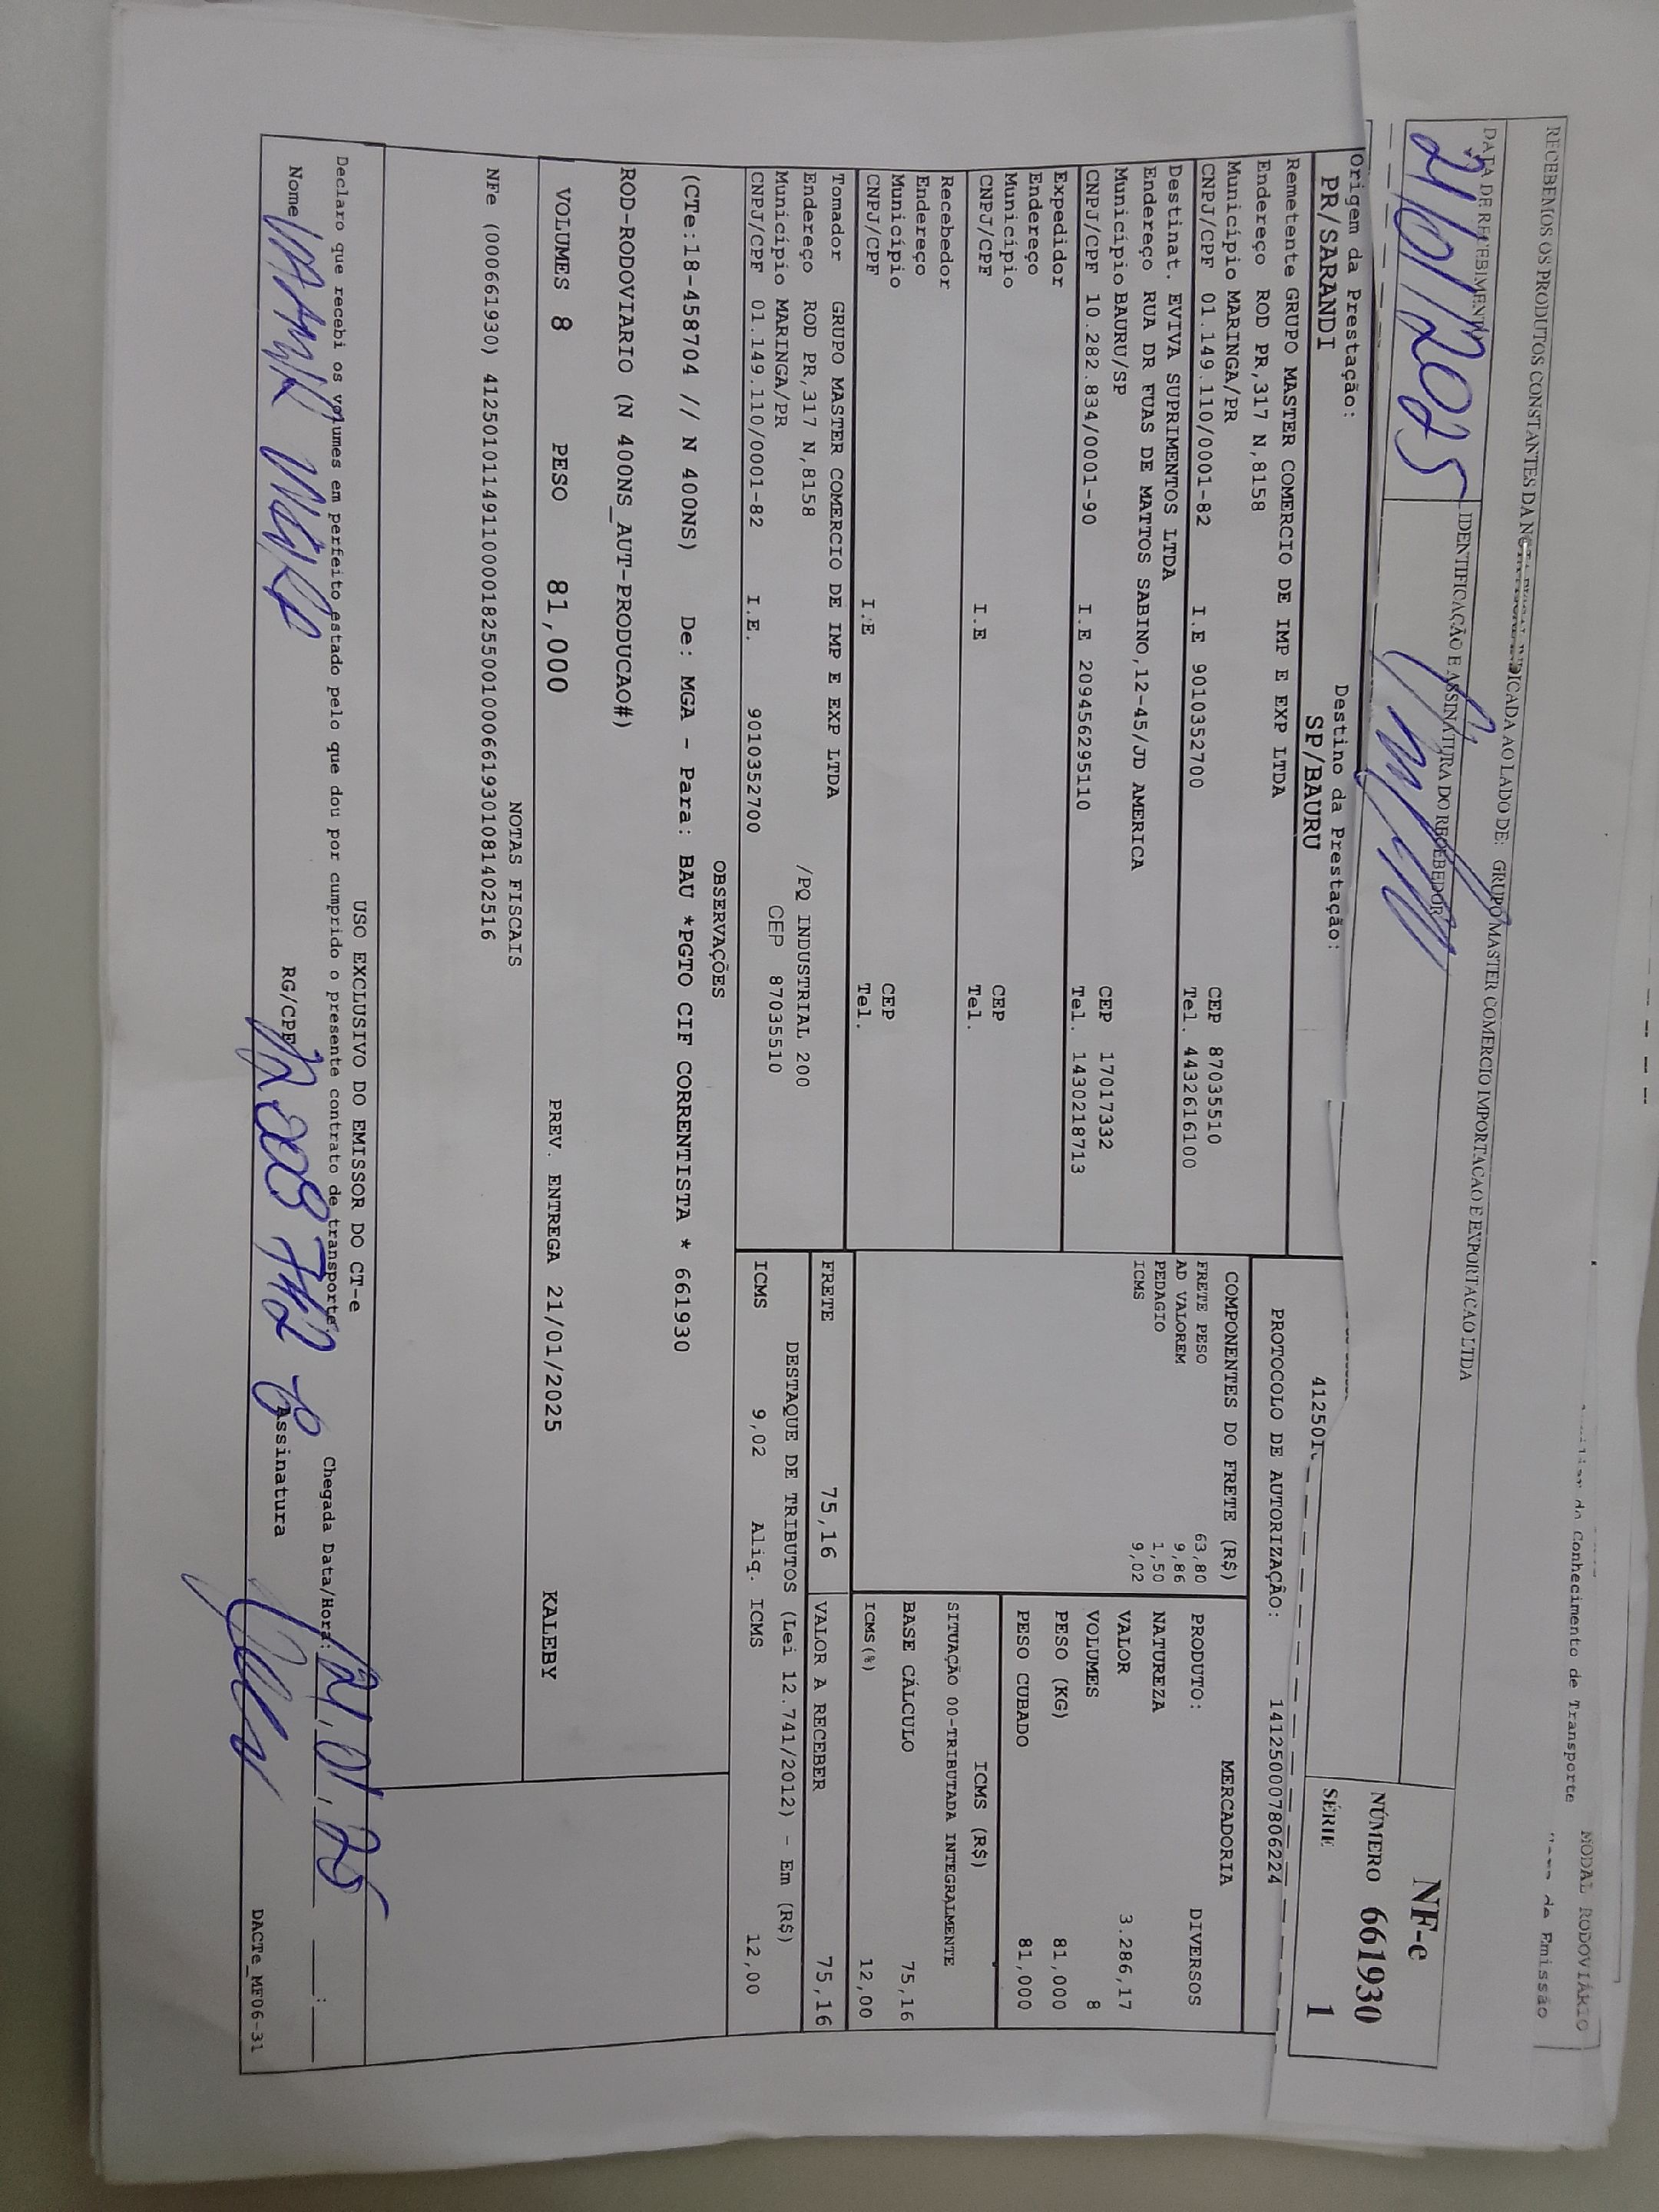 MODAL RODOVIÁRIO
do Conhecimento de Transporte
de Emissão
RECEBEMOS OS PRODUTOS CONSTANTES DA NOTA FISCAL INDICADA AO LADO DE: GRUPO MASTER COMERCIO IMPORTACAO E EXPORTACAO LTDA
DATA DE RECEBIMENTO
IDENTIFICAÇÃO E ASSINATURA DO RECEBEDOR
21/01/2025
NF-e
NÚMERO 661930
SÉRIE 1
Origem da Prestação:
PR/SARANDI
Destino da Prestação:
SP/BAURU
412501
PROTOCOLO DE AUTORIZAÇÃO: 141250007806224
Remetente GRUPO MASTER COMERCIO DE IMP E EXP LTDA
Endereço ROD PR,317 N,8158
Município MARINGA/PR CEP 87035510
CNPJ/CPF 01.149.110/0001-82 I.E 9010352700 Tel. 4432616100
Destinat. EVIVA SUPRIMENTOS LTDA
Endereço RUA DR FUAS DE MATTOS SABINO,12-45/JD AMERICA
Município BAURU/SP CEP 17017332
CNPJ/CPF 10.282.834/0001-90 I.E 209456295110 Tel. 1430218713
Expedidor
Endereço
Município CEP
CNPJ/CPF I.E Tel.
Recebedor
Endereço
Município CEP
CNPJ/CPF I.E Tel.
Tomador GRUPO MASTER COMERCIO DE IMP E EXP LTDA
Endereço ROD PR,317 N,8158 /PQ INDUSTRIAL 200
Município MARINGA/PR CEP 87035510
CNPJ/CPF 01.149.110/0001-82 I.E. 9010352700
COMPONENTES DO FRETE (R$)
FRETE PESO 63,80
AD VALOREM 9,86
PEDAGIO 1,50
ICMS 9,02
MERCADORIA
PRODUTO: DIVERSOS
NATUREZA
VALOR 3.286,17
VOLUMES 8
PESO (KG) 81,000
PESO CUBADO 81,000
ICMS (R$)
SITUAÇÃO 00-TRIBUTADA INTEGRALMENTE
BASE CÁLCULO 75,16
ICMS(%) 12,00
FRETE 75,16
VALOR A RECEBER 75,16
DESTAQUE DE TRIBUTOS (Lei 12.741/2012) - Em (R$)
ICMS 9,02 Aliq. ICMS 12,00
OBSERVAÇÕES
(CTe:18-458704 // N 400NS) De: MGA - Para: BAU *PGTO CIF CORRENTISTA * 661930
ROD-RODOVIARIO (N 400NS_AUT-PRODUCAO#)
VOLUMES 8 PESO 81,000 PREV. ENTREGA 21/01/2025 KALEBY
NOTAS FISCAIS
NFe (000661930) 41250101149110000182550010006619301081402516
USO EXCLUSIVO DO EMISSOR DO CT-e
Declaro que recebi os volumes em perfeito estado pelo que dou por cumprido o presente contrato de transporte.
Chegada Data/Hora: 21,01,25 :
Nome RG/CPF Assinatura
DACTe_MF06-31